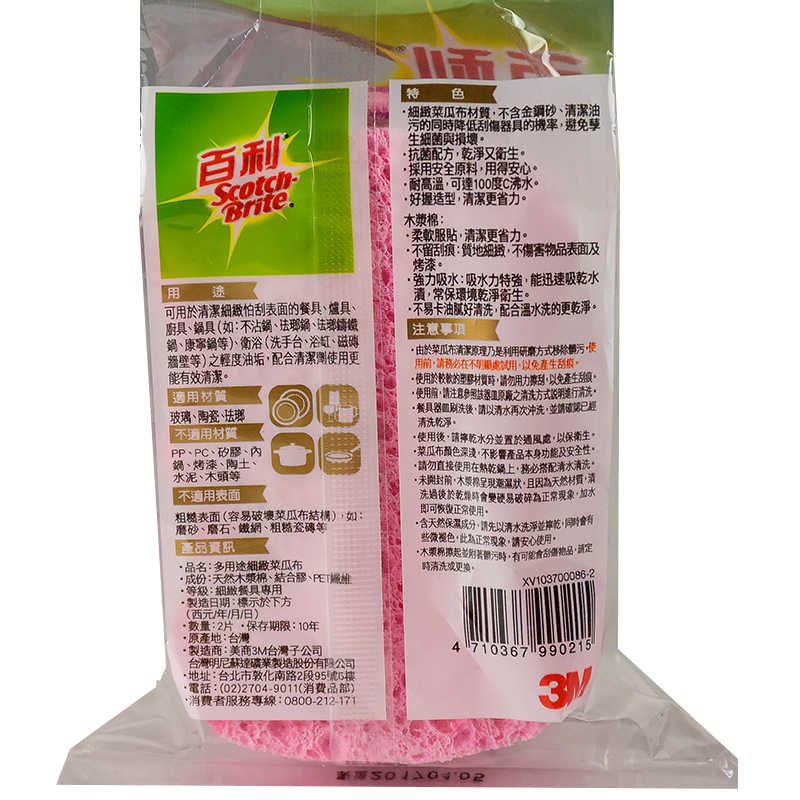 百利
Scotch-
Brite
用途
可用於清潔細緻怕刮表面的餐具、爐具、
廚具、鍋具(如:不沾鍋、琺瑯鍋、琺瑯鑄鐵
鍋、康寧鍋等)、衛浴(洗手台、浴缸、磁磚
牆壁等)之輕度油垢,配合清潔劑使用更
能有效清潔。
適用材質
玻璃、陶瓷、琺瑯
不適用材質
PP、PC、矽膠、內
鍋、烤漆、陶土、
水泥、木頭等
不適用表面
粗糙表面(容易破壞菜瓜布結構),如:
磨砂、磨石、鐵網、粗糙瓷磚等
產品資訊
·品名:多用途細緻菜瓜布
·成份:天然木漿棉、結合膠、PET纖維
·等級:細緻餐具專用
·製造日期:標示於下方
(西元/年/月/日)
·數量:2片 ·保存期限:10年
·原產地:台灣
·製造商:美商3M台灣子公司
台灣明尼蘇達礦業製造股份有限公司
·地址:台北市敦化南路2段95號6樓
·電話:(02)2704-9011(消費品部)
·消費者服務專線:0800-212-171
特色
·細緻菜瓜布材質,不含金鋼砂、清潔油
污的同時降低刮傷器具的機率,避免孳
生細菌與損壞。
·抗菌配方,乾淨又衛生。
·採用安全原料,用得安心。
·耐高溫,可達100度C沸水。
·好握造型,清潔更省力。
木漿棉:
·柔軟服貼,清潔更省力。
·不留刮痕:質地細緻,不傷害物品表面及
烤漆。
·強力吸水:吸水力特強,能迅速吸乾水
漬,常保環境乾淨衛生。
·不易卡油膩好清洗,配合溫水洗的更乾淨。
注意事項
·由於菜瓜布清潔原理乃是利用研磨方式移除髒污,使
用前,請務必在不明顯處試用,以免產生刮痕。
·使用於較軟的塑膠材質時,請勿用力擦刮,以免產生刮痕。
·使用前,請注意參照該器皿原廠之清洗方式説明進行清洗。
·餐具器皿刷洗後,請以清水再次沖洗,並請確認已經
清洗乾淨。
·使用後,請擰乾水分並置於通風處,以保衛生。
·菜瓜布顏色深淺,不影響產品本身功能及安全性。
·請勿直接使用在熱乾鍋上,務必搭配清水清洗。
·未開封前,木漿棉呈現潮濕狀,且因為天然材質,清
洗過後於乾燥時會變硬易破碎為正常現象,加水
即可恢復正常使用。
·含天然保濕成分,請先以清水洗淨並擰乾,同時會有
些微褪色,此為正常現象,請安心使用。
·木漿棉擦起並附著髒污時,有可能會刮傷物品,請定
時清洗或更換。
XV103700086-2
4 710367 990215
3M
製造201704.05